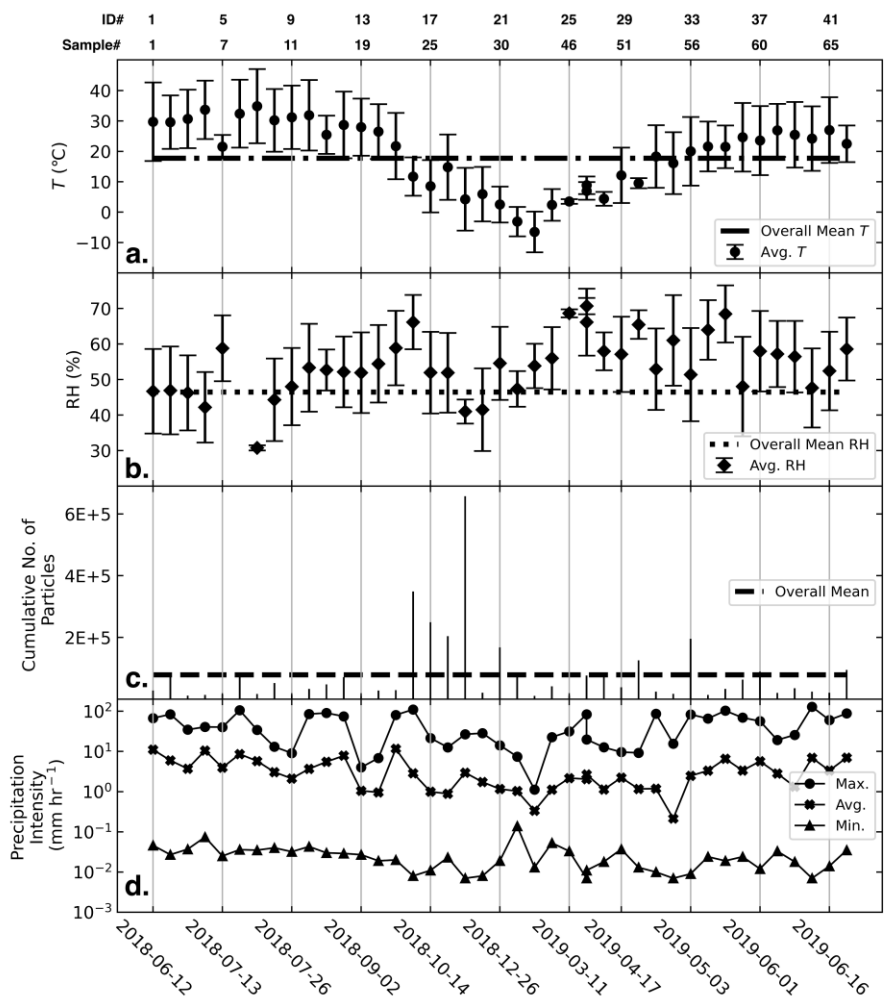 ID# 1 5 9 13 17 21 25 29 33 37 41
Sample# 1 7 11 19 25 30 46 51 56 60 65
T (°C)
40
30
20
10
0
−10
Overall Mean T
Avg. T
a.
RH (%)
70
60
50
40
30
Overall Mean RH
Avg. RH
b.
Cumulative No. of
Particles
6E+5
4E+5
2E+5
Overall Mean
c.
Precipitation
Intensity
(mm hr⁻¹)
10²
10¹
10⁰
10⁻¹
10⁻²
10⁻³
Max.
Avg.
Min.
d.
2018-06-12
2018-07-13
2018-07-26
2018-09-02
2018-10-14
2018-12-26
2019-03-11
2019-04-17
2019-05-03
2019-06-01
2019-06-16